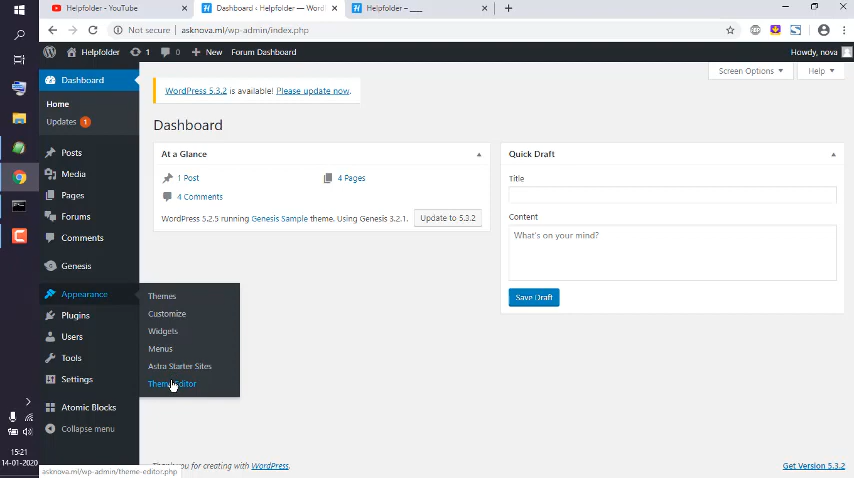 Helpfolder - YouTube
Dashboard ‹ Helpfolder — Word
Helpfolder – ____
Not secure | asknova.ml/wp-admin/index.php
Helpfolder 1 0 + New Forum Dashboard
Howdy, nova
Dashboard
Home
Updates 1
Posts
Media
Pages
Forums
Comments
Genesis
Appearance
Plugins
Users
Tools
Settings
Atomic Blocks
Collapse menu
Themes
Customize
Widgets
Menus
Astra Starter Sites
Theme Editor
Screen Options
Help
WordPress 5.3.2 is available! Please update now.
Dashboard
At a Glance
1 Post
4 Pages
4 Comments
WordPress 5.2.5 running Genesis Sample theme. Using Genesis 3.2.1.
Update to 5.3.2
Quick Draft
Title
Content
What's on your mind?
Save Draft
you for creating with WordPress.
Get Version 5.3.2
asknova.ml/wp-admin/theme-editor.php
15:21
14-01-2020